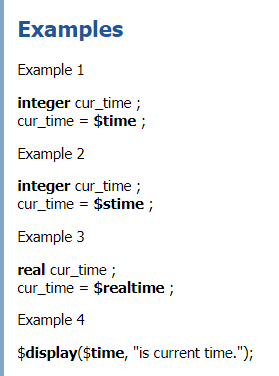 Examples
Example 1
integer cur_time ;
cur_time = $time ;
Example 2
integer cur_time ;
cur_time = $stime ;
Example 3
real cur_time ;
cur_time = $realtime ;
Example 4
$display($time, "is current time.");